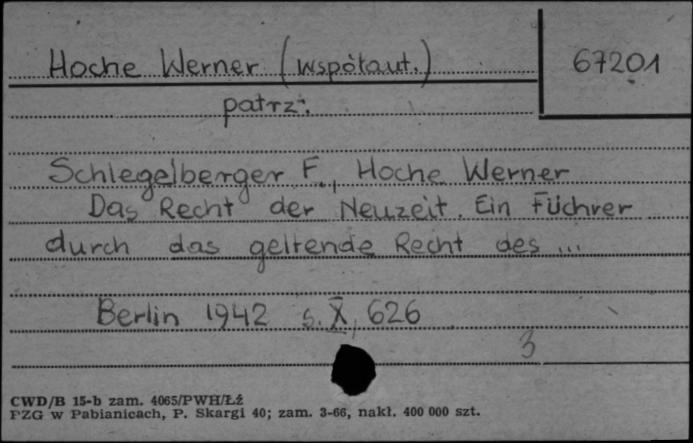 Hoche Werner (współaut.)
67201
patrz:
Schlegelberger F., Hoche Werner
Das Recht der Neuzeit. Ein Füchrer
durch das geltende Recht des ...
Berlin 1942 s. X, 626
3
CWD/B 15-b zam. 4065/PWH/Łź
PZG w Pabianicach, P. Skargi 40; zam. 3-66, nakł. 400 000 szt.